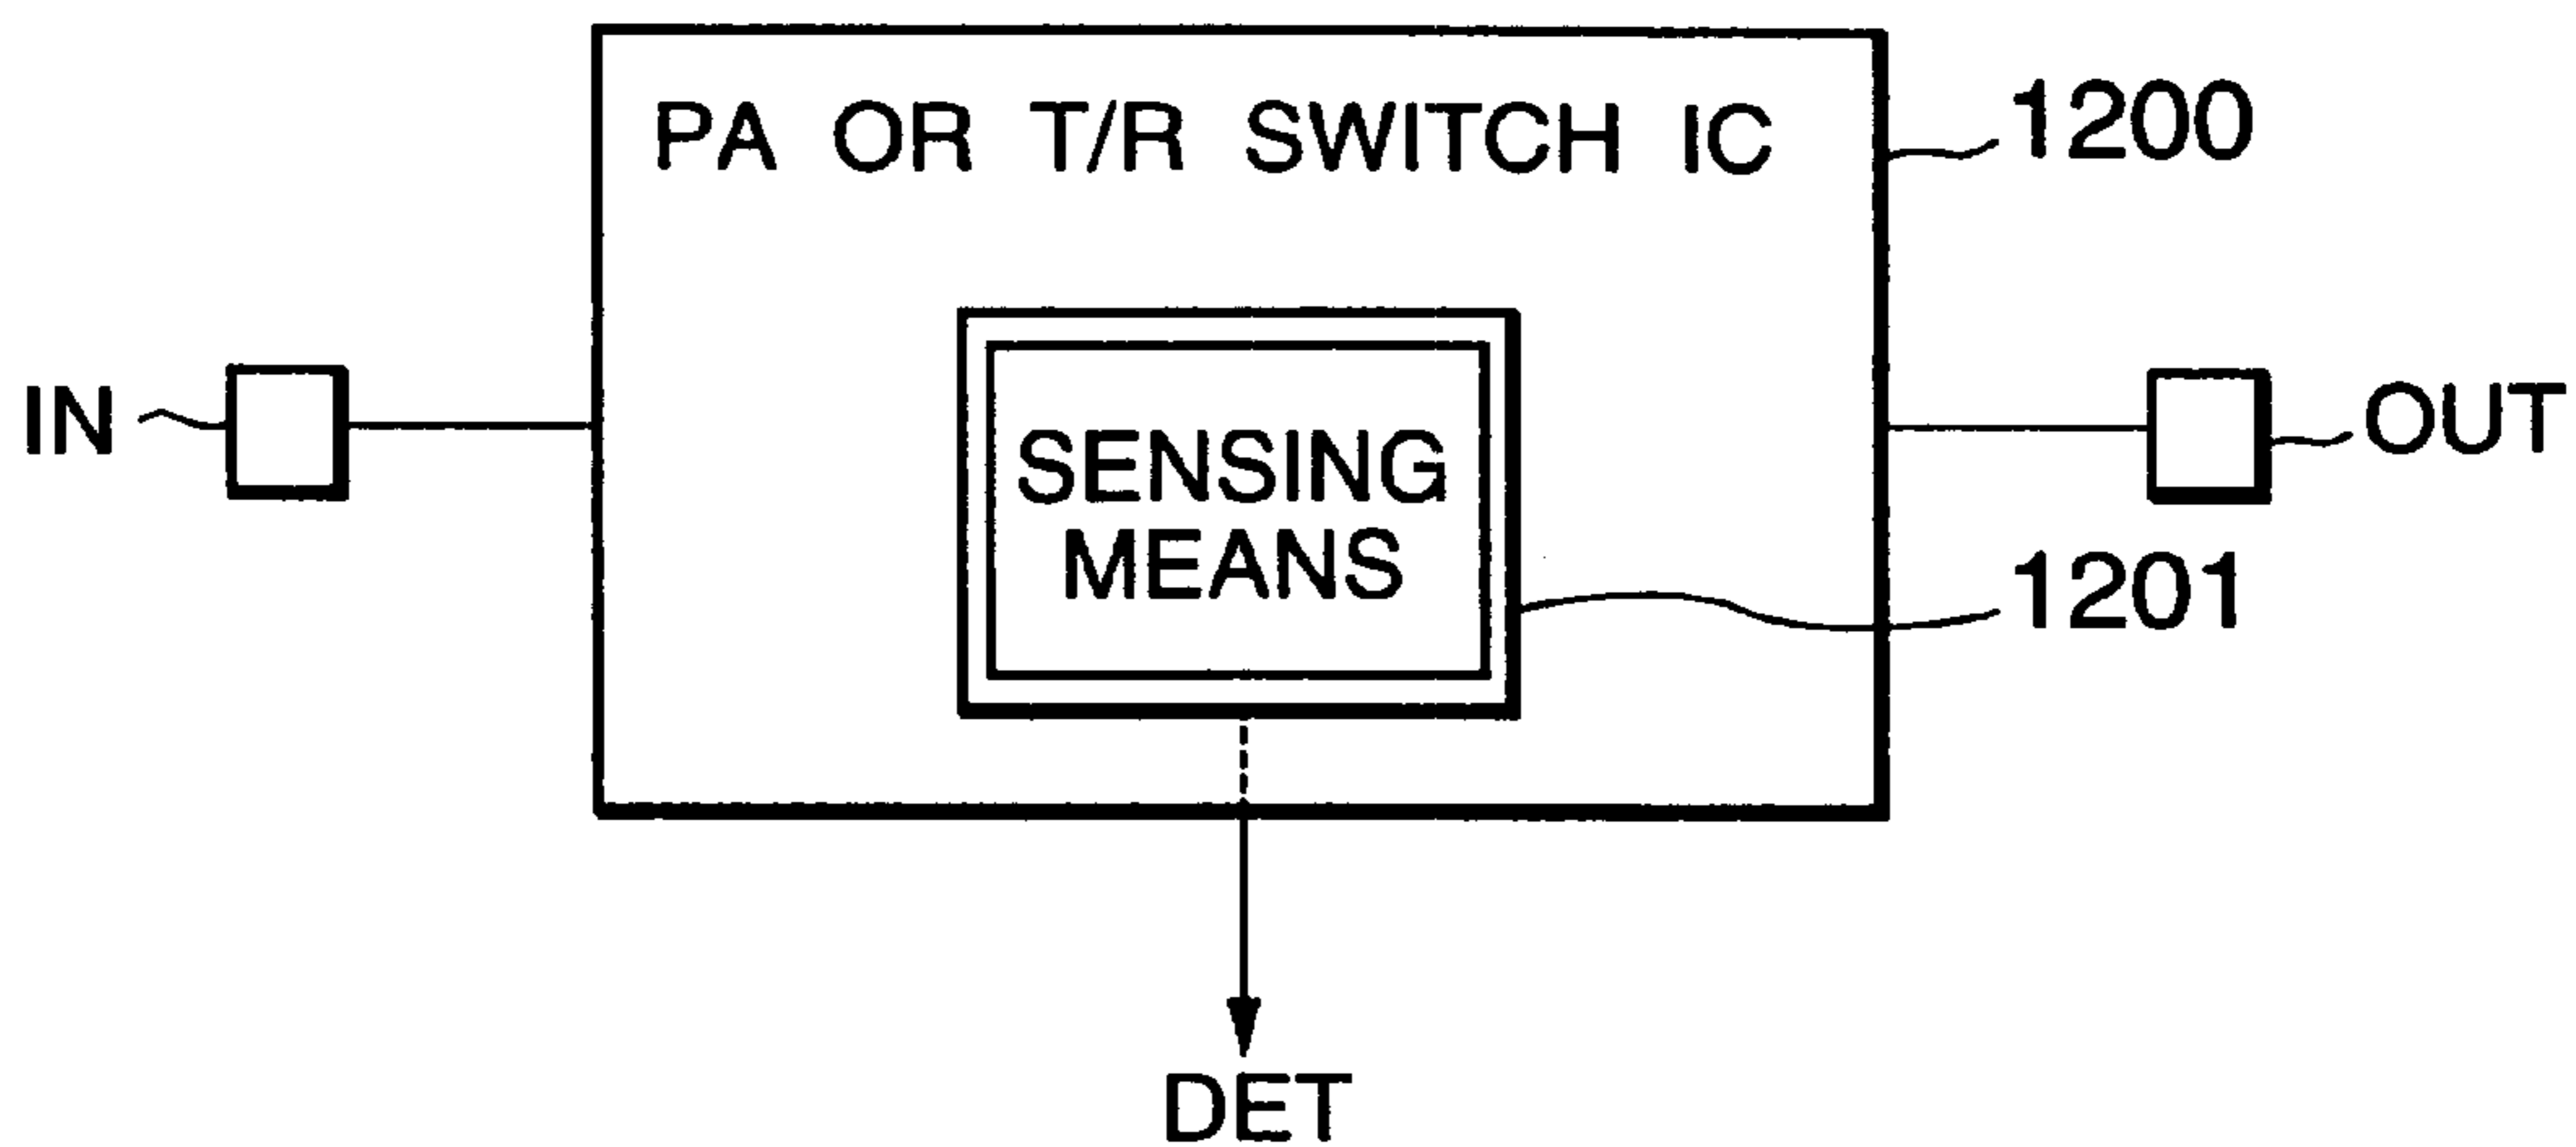 PA OR T/R SWITCH IC
1200
IN
SENSING
MEANS
OUT
1201
DET